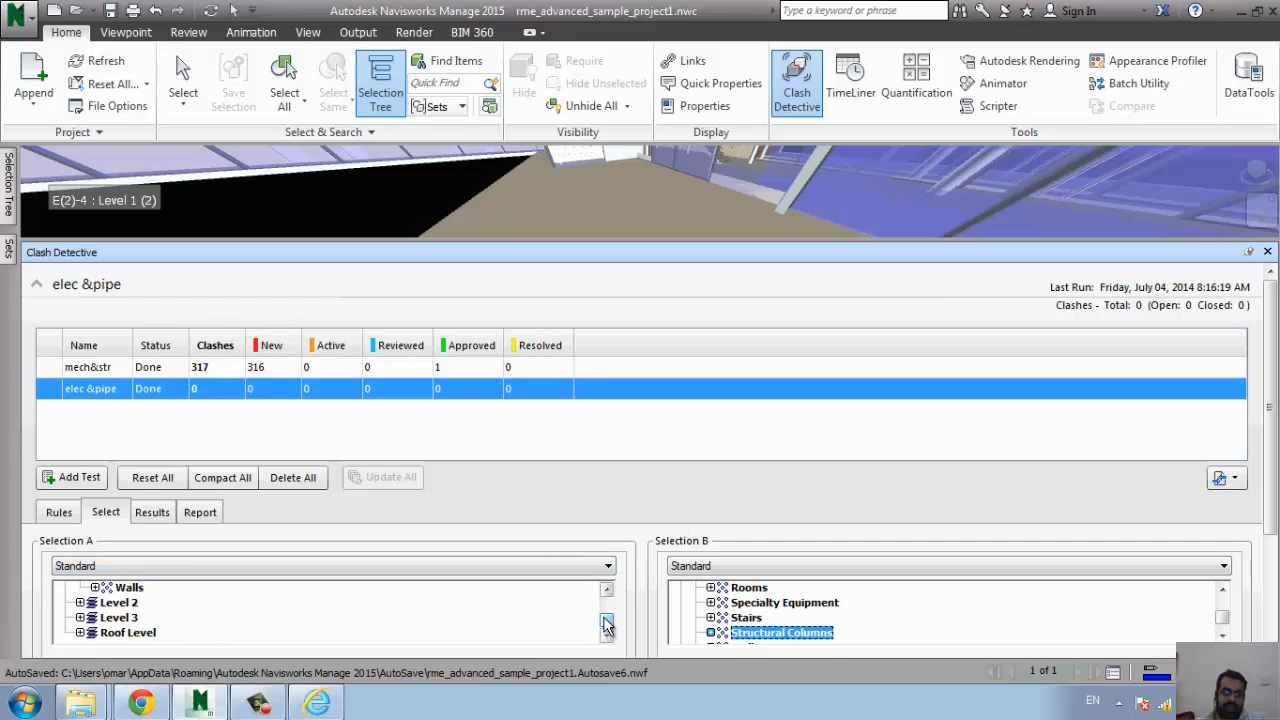 Autodesk Navisworks Manage 2015 rme_advanced_sample_project1.nwc Type a keyword or phrase Sign In
Home Viewpoint Review Animation View Output Render BIM 360
Append
Refresh
Reset All...
File Options
Project
Select
Save Selection
Select All
Select Same
Selection Tree
Find Items
Quick Find
Sets
Select & Search
Hide
Require
Hide Unselected
Unhide All
Visibility
Links
Quick Properties
Properties
Display
Clash Detective
TimeLiner
Quantification
Autodesk Rendering
Animator
Scripter
Appearance Profiler
Batch Utility
Compare
DataTools
Tools
Selection Tree
Sets
E(2)-4 : Level 1 (2)
Clash Detective
elec &pipe
Last Run: Friday, July 04, 2014 8:16:19 AM
Clashes - Total: 0 (Open: 0 Closed: 0 )
Name Status Clashes New Active Reviewed Approved Resolved
mech&str Done 317 316 0 0 1 0
elec &pipe Done 0 0 0 0 0 0
Add Test Reset All Compact All Delete All Update All
Rules Select Results Report
Selection A
Standard
Walls
Level 2
Level 3
Roof Level
Selection B
Standard
Rooms
Specialty Equipment
Stairs
Structural Columns
AutoSaved: C:\Users\omar\AppData\Roaming\Autodesk Navisworks Manage 2015\AutoSave\rme_advanced_sample_project1.Autosave6.nwf
1 of 1
EN